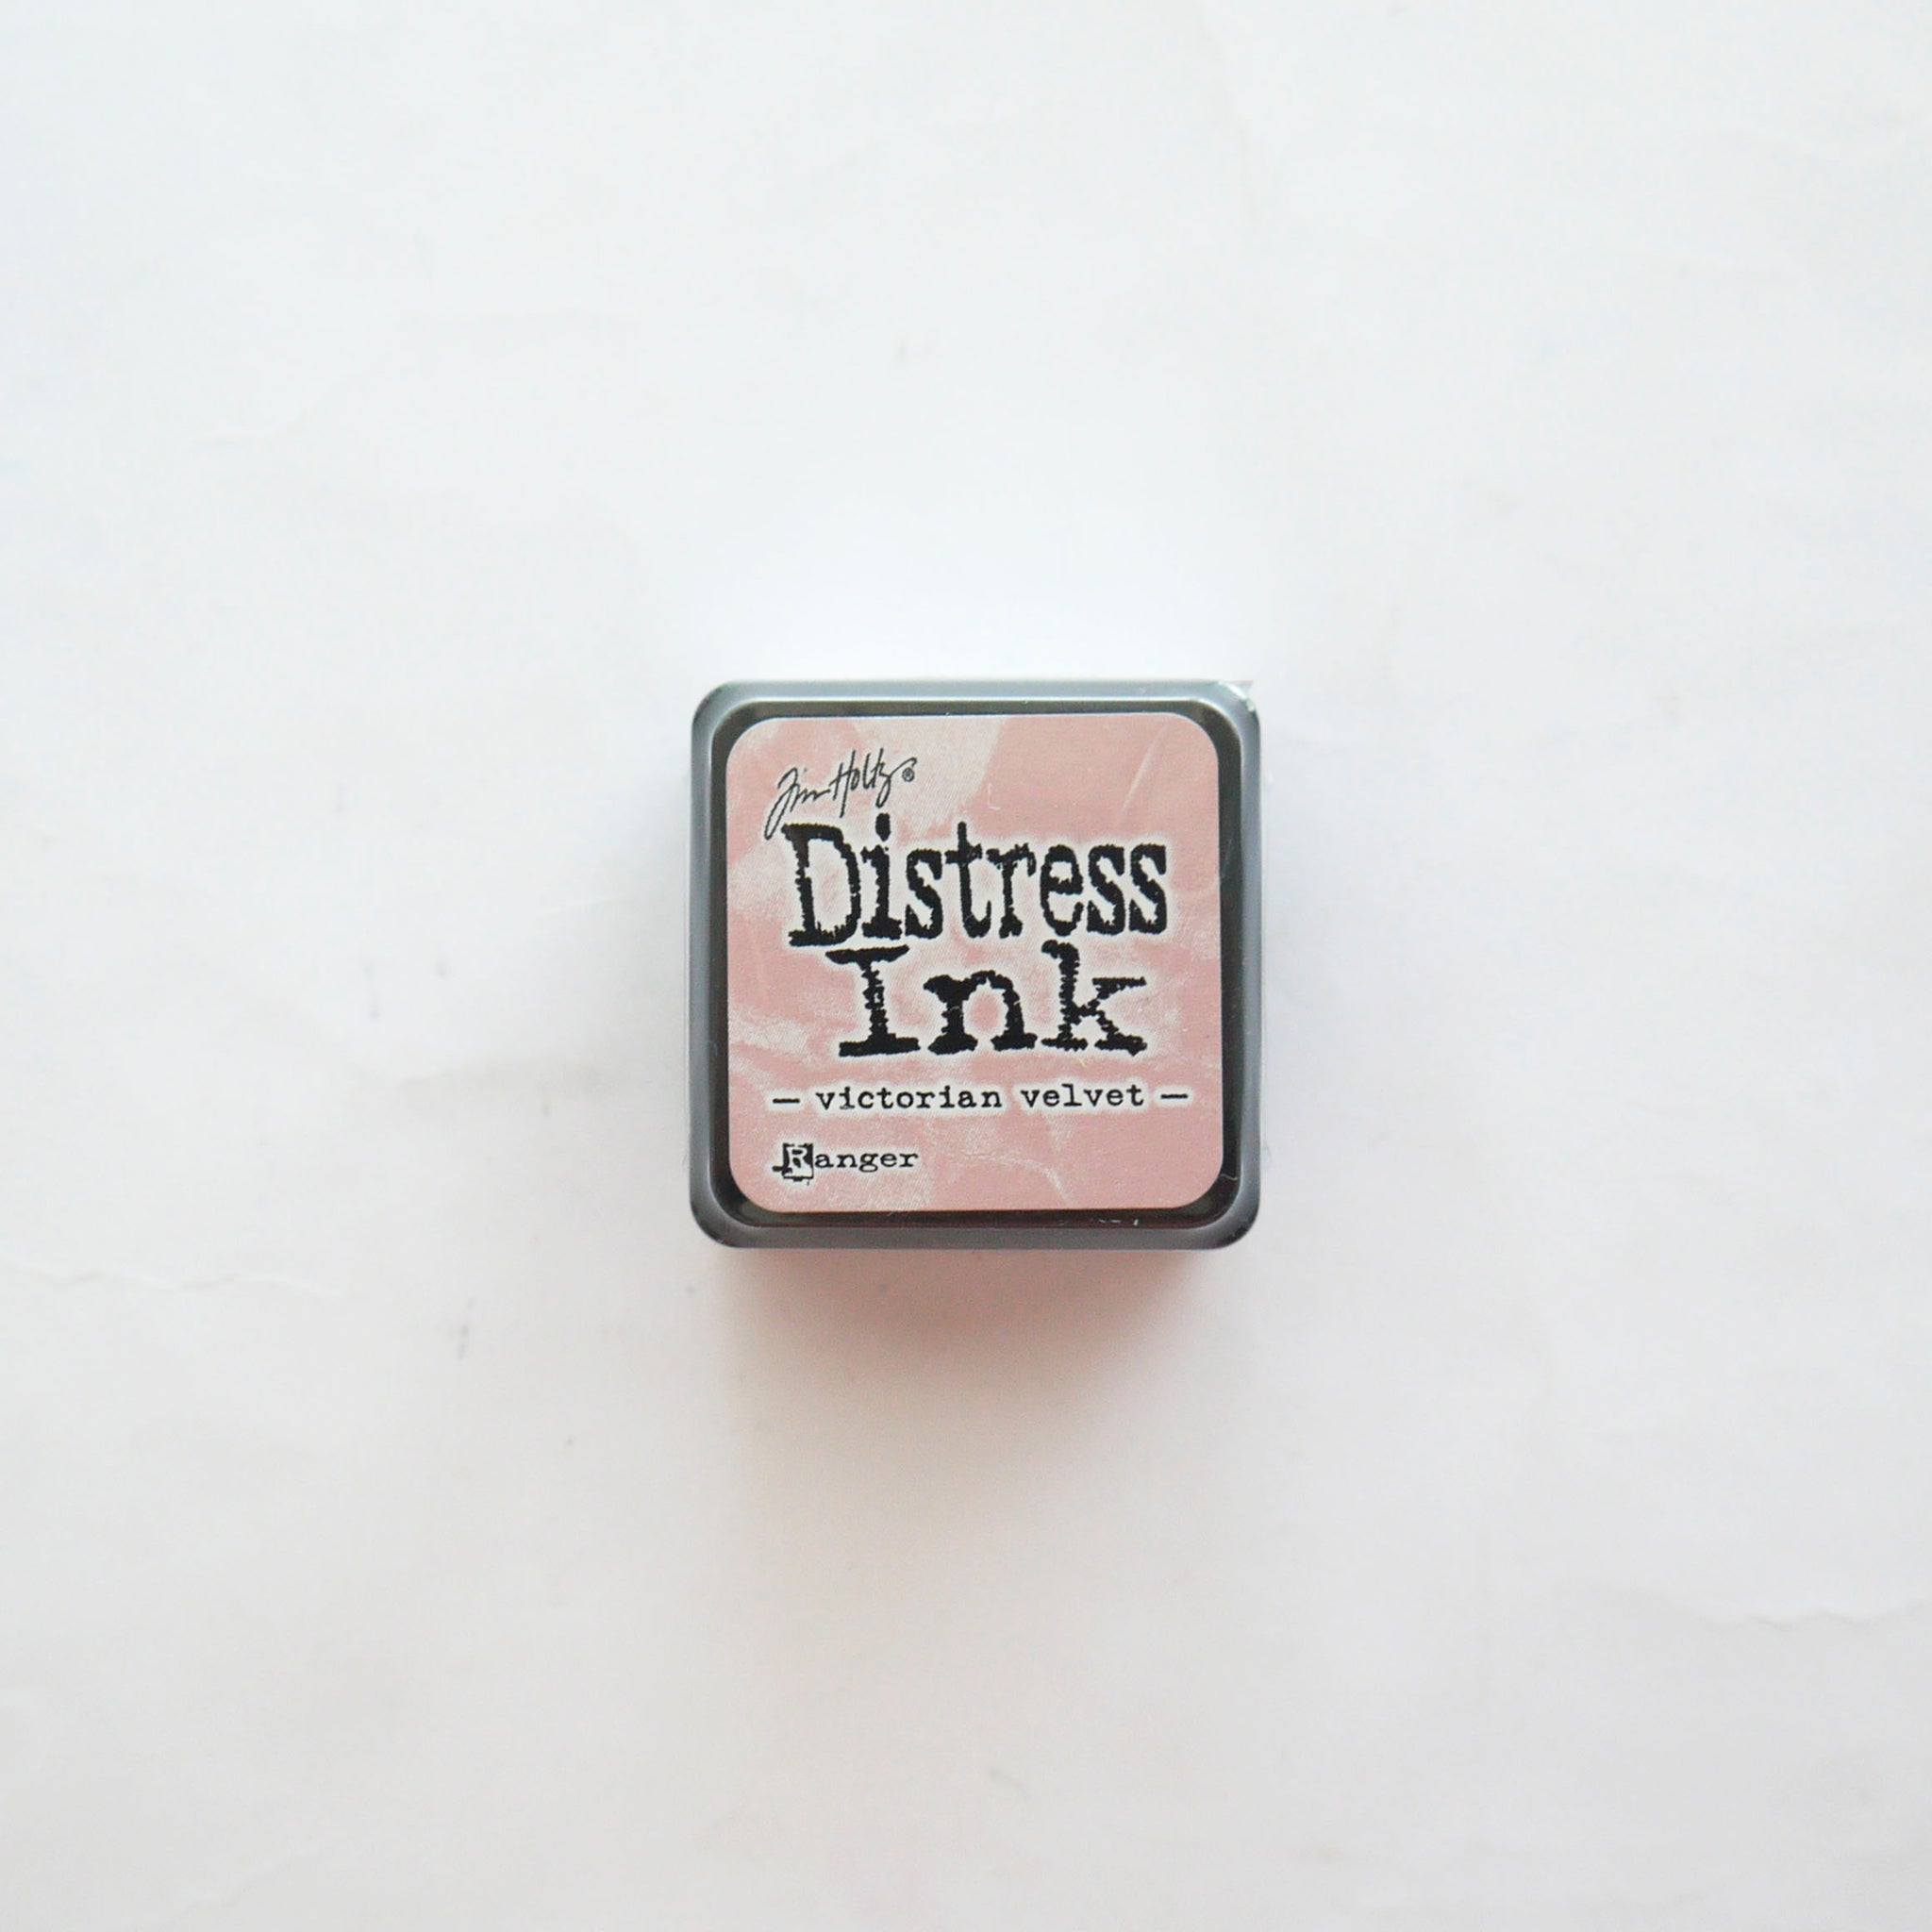 Tim Holtz®
Distress
Ink
— victorian velvet —
Ranger